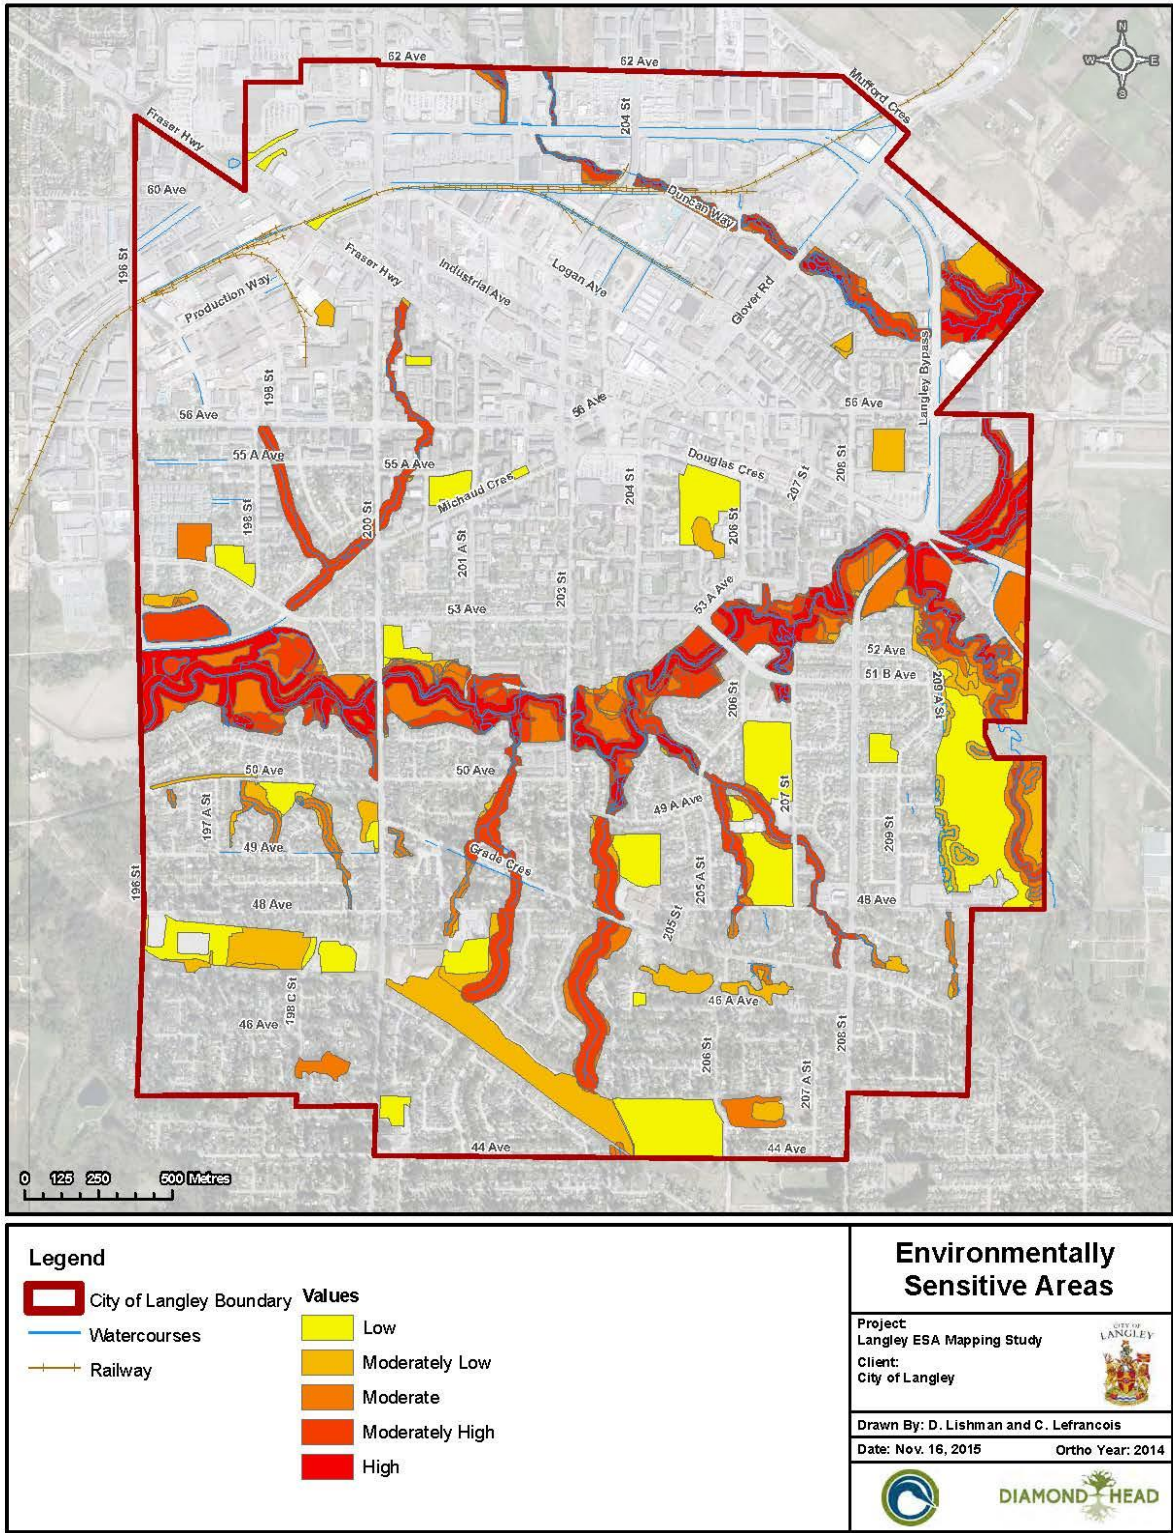 N
W E
S
62 Ave
62 Ave
Mufford Cres
Fraser Hwy
204 St
60 Ave
Duncan Way
196 St
Fraser Hwy
Industrial Ave
Logan Ave
Production Way
Glover Rd
Langley Bypass
198 St
56 Ave
56 Ave
56 Ave
55 A Ave
55 A Ave
Douglas Cres
208 St
207 St
204 St
Michaud Cres
198 St
200 St
206 St
201 A St
203 St
53 A Ave
53 Ave
52 Ave
51 B Ave
206 St
209 A St
50 Ave
50 Ave
207 St
49 A Ave
197 A St
209 St
49 Ave
Grade Cres
196 St
205 A St
48 Ave
48 Ave
205 St
198 C St
46 A Ave
46 Ave
208 St
206 St
207 A St
44 Ave
44 Ave
0 125 250 500 Metres
Legend
City of Langley Boundary
Watercourses
Railway
Values
Low
Moderately Low
Moderate
Moderately High
High
Environmentally
Sensitive Areas
Project:
Langley ESA Mapping Study
Client:
City of Langley
CITY OF
LANGLEY
Drawn By: D. Lishman and C. Lefrancois
Date: Nov. 16, 2015 Ortho Year: 2014
DIAMOND HEAD